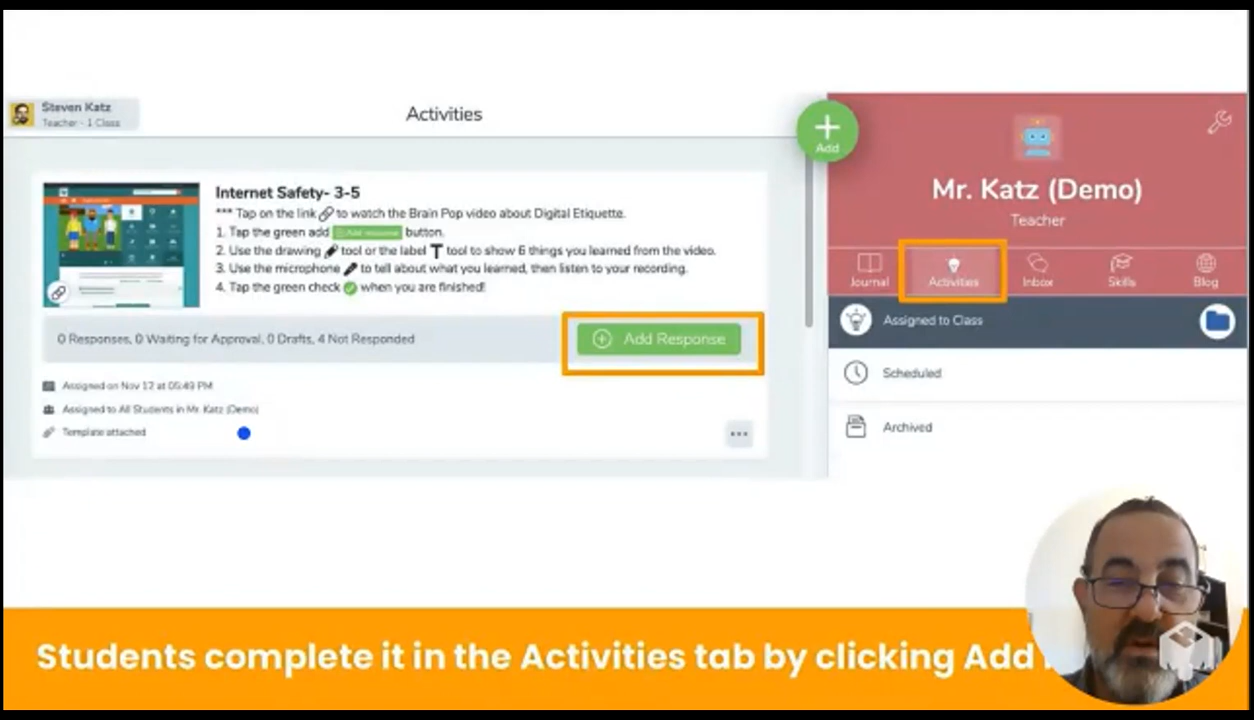 Steven Katz
Teacher - 1 Class
Activities
Add
Internet Safety- 3-5
*** Tap on the link to watch the Brain Pop video about Digital Etiquette.
1. Tap the green add Add response button.
2. Use the drawing tool or the label T tool to show 6 things you learned from the video.
3. Use the microphone to tell about what you learned, then listen to your recording.
4. Tap the green check when you are finished!
0 Responses, 0 Waiting for Approval, 0 Drafts, 4 Not Responded
Add Response
Assigned on Nov 12 at 05:49 PM
Assigned to All Students in Mr. Katz (Demo)
Template attached
Mr. Katz (Demo)
Teacher
Journal
Activities
Inbox
Skills
Blog
Assigned to Class
Scheduled
Archived
Students complete it in the Activities tab by clicking Add